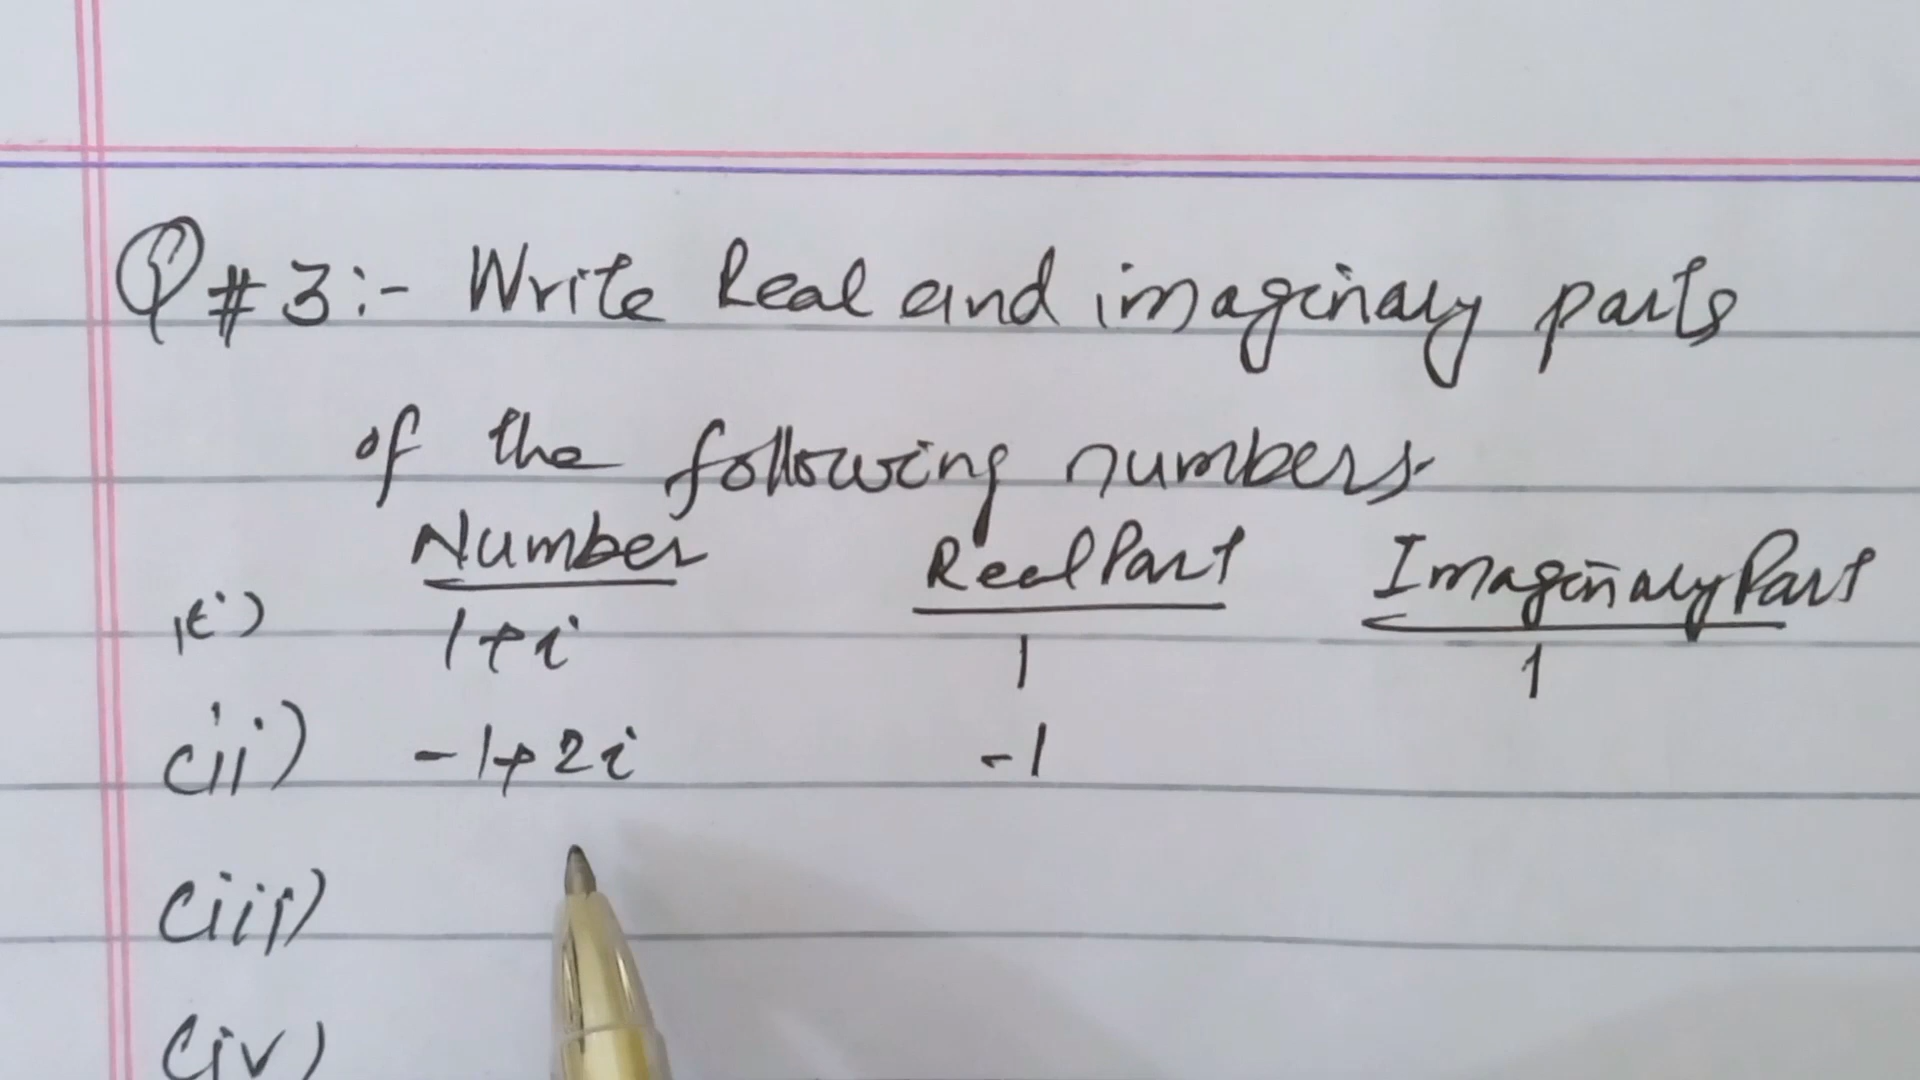 Q#3:- Write Real and imaginary parts
of the following numbers.
Number Real Part Imaginary Part
(i) 1+i 1 1
(ii) -1+2i -1
(iii)
(iv)